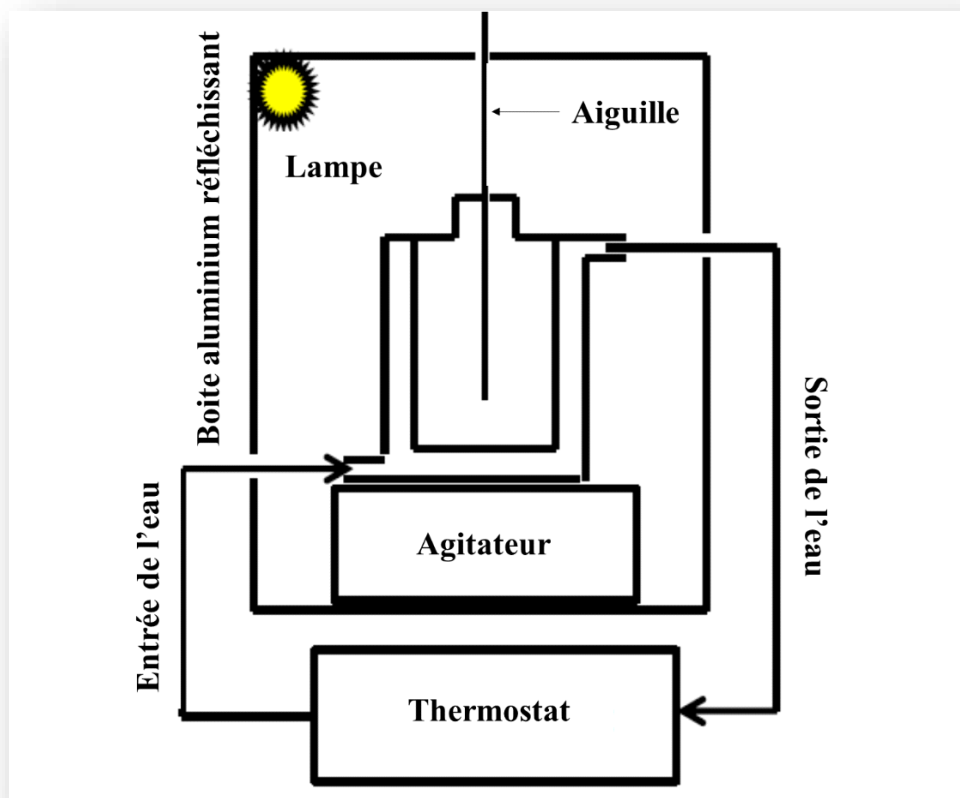 Boite aluminium réfléchissant
Aiguille
Lampe
Sortie de l’eau
Entrée de l’eau
Agitateur
Thermostat